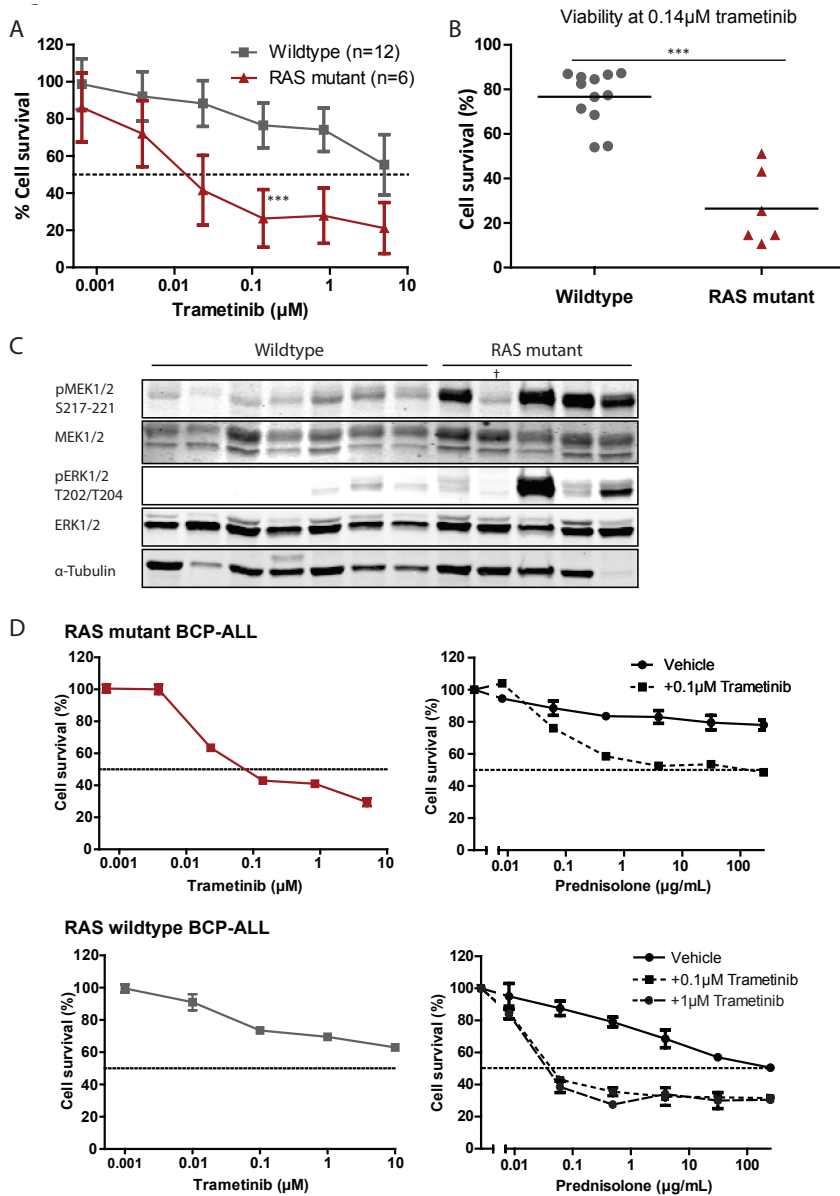 A
Wildtype (n=12)
RAS mutant (n=6)
% Cell survival
120
100
80
60
40
20
0
***
0.001 0.01 0.1 1 10
Trametinib (µM)
B
Viability at 0.14µM trametinib
***
Cell survival (%)
100
80
60
40
20
0
Wildtype RAS mutant
C
Wildtype RAS mutant
†
pMEK1/2
S217-221
MEK1/2
pERK1/2
T202/T204
ERK1/2
α-Tubulin
D
RAS mutant BCP-ALL
Cell survival (%)
120
100
80
60
40
20
0
0.001 0.01 0.1 1 10
Trametinib (µM)
Vehicle
+0.1µM Trametinib
Cell survival (%)
120
100
80
60
40
20
0
0.01 0.1 1 10 100
Prednisolone (µg/mL)
RAS wildtype BCP-ALL
Cell survival (%)
120
100
80
60
40
20
0
0.001 0.01 0.1 1 10
Trametinib (µM)
Vehicle
+0.1µM Trametinib
+1µM Trametinib
Cell survival (%)
120
100
80
60
40
20
0
0.01 0.1 1 10 100
Prednisolone (µg/mL)